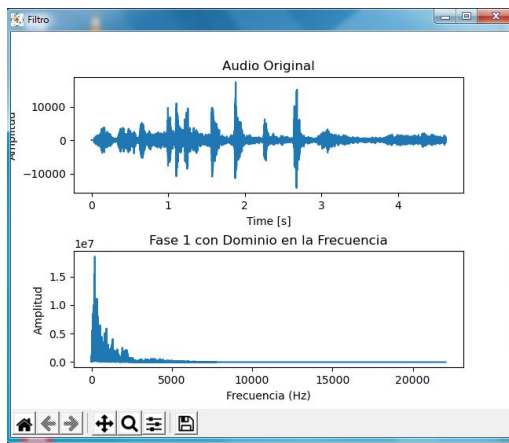 Filtro
Audio Original
Amplitud
10000
0
−10000
0 1 2 3 4
Time [s]
1e7
Fase 1 con Dominio en la Frecuencia
Amplitud
1.5
1.0
0.5
0.0
0 5000 10000 15000 20000
Frecuencia (Hz)